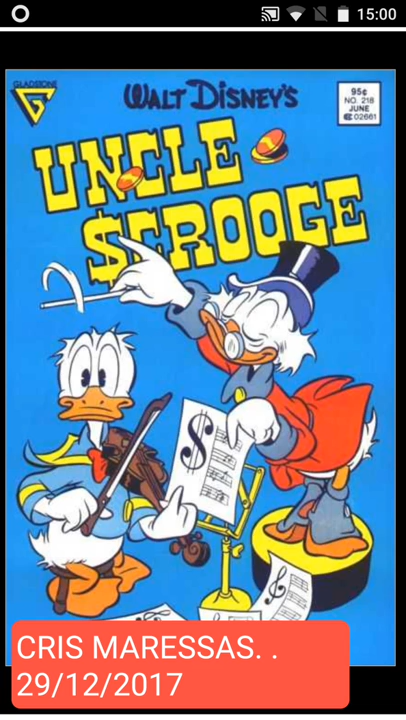 15:00
GLADSTONE
WALT DISNEY'S
95¢
NO. 218
JUNE
02661
UNCLE
$CROOGE
$
CRIS MARESSAS. .
29/12/2017